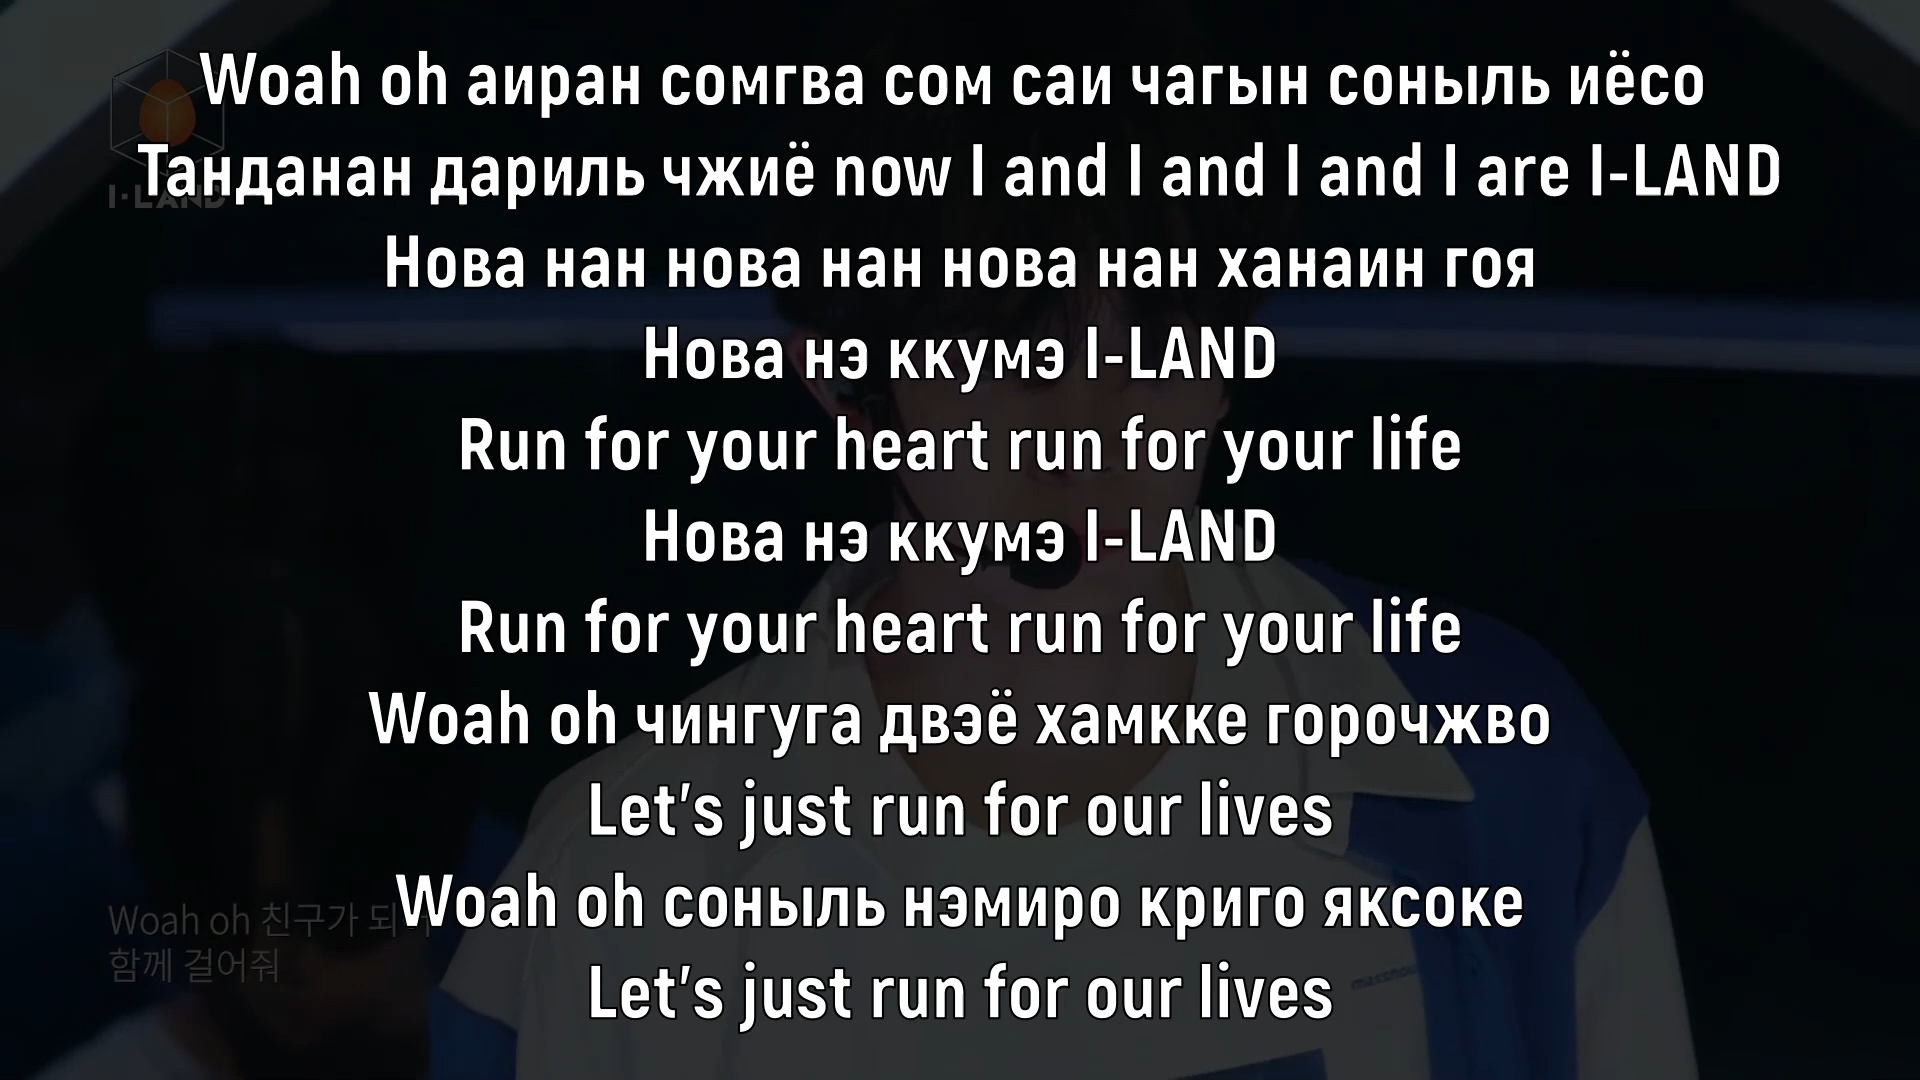 I·LAND
Woah oh аиран сомгва сом саи чагын соныль иёсо
Танданан дариль чжиё now I and I and I and I are I-LAND
Нова нан нова нан нова нан ханаин гоя
Нова нэ ккумэ I-LAND
Run for your heart run for your life
Нова нэ ккумэ I-LAND
Run for your heart run for your life
Woah oh чингуга двэё хамкке горочжво
Let's just run for our lives
Woah oh соныль нэмиро криго яксоке
Let's just run for our lives
Woah oh 친구가 되어
함께 걸어줘